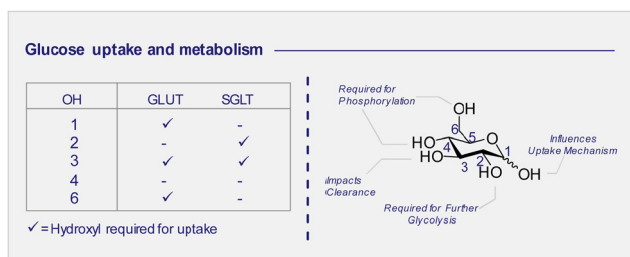 Glucose uptake and metabolism
OH GLUT SGLT
1 ✓ -
2 - ✓
3 ✓ ✓
4 - -
6 ✓ -
✓ = Hydroxyl required for uptake
Required for
Phosphorylation
OH
6
5
O
HO
4
HO
3
2
1
HO
OH
Influences
Uptake Mechanism
Impacts
Clearance
Required for Further
Glycolysis